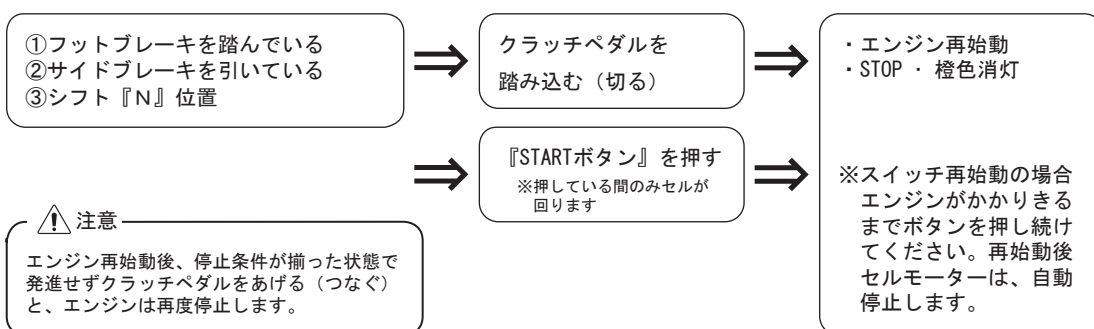 ①フットブレーキを踏んでいる
②サイドブレーキを引いている
③シフト『N』位置
クラッチペダルを
踏み込む（切る）
・エンジン再始動
・STOP ・ 橙色消灯
『STARTボタン』を押す
※押している間のみセルが
回ります
※スイッチ再始動の場合
エンジンがかかりきる
までボタンを押し続け
てください。再始動後
セルモーターは、自動
停止します。
注意
エンジン再始動後、停止条件が揃った状態で
発進せずクラッチペダルをあげる（つなぐ）
と、エンジンは再度停止します。